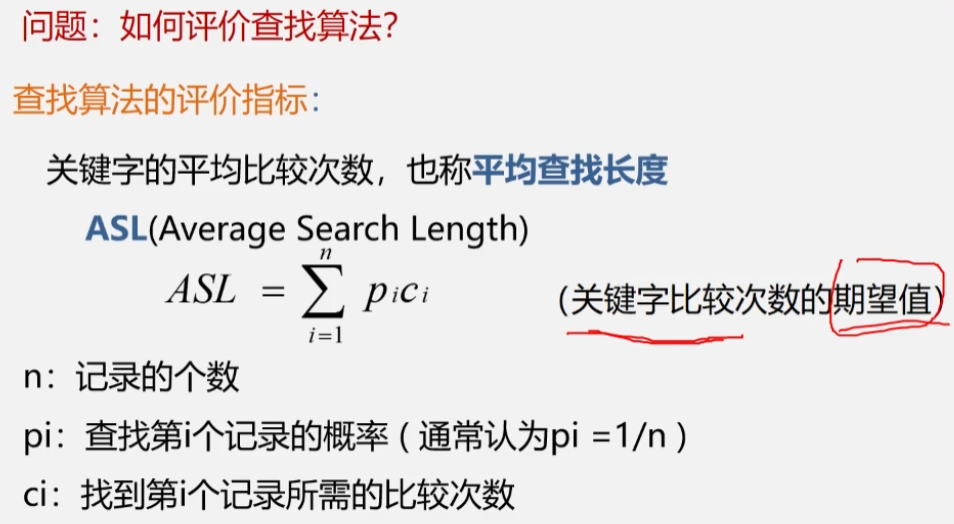 问题：如何评价查找算法？
查找算法的评价指标：
关键字的平均比较次数，也称平均查找长度
ASL(Average Search Length)
ASL = ∑_{i=1}^{n} p_i c_i （关键字比较次数的期望值）
n：记录的个数
pi：查找第i个记录的概率 ( 通常认为pi =1/n )
ci：找到第i个记录所需的比较次数